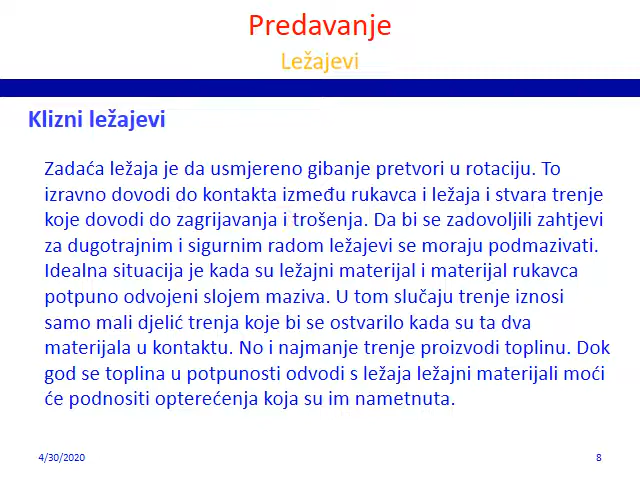 Predavanje
Ležajevi
Klizni ležajevi
Zadaća ležaja je da usmjereno gibanje pretvori u rotaciju. To
izravno dovodi do kontakta između rukavca i ležaja i stvara trenje
koje dovodi do zagrijavanja i trošenja. Da bi se zadovoljili zahtjevi
za dugotrajnim i sigurnim radom ležajevi se moraju podmazivati.
Idealna situacija je kada su ležajni materijal i materijal rukavca
potpuno odvojeni slojem maziva. U tom slučaju trenje iznosi
samo mali djelić trenja koje bi se ostvarilo kada su ta dva
materijala u kontaktu. No i najmanje trenje proizvodi toplinu. Dok
god se toplina u potpunosti odvodi s ležaja ležajni materijali moći
će podnositi opterećenja koja su im nametnuta.
4/30/2020
8